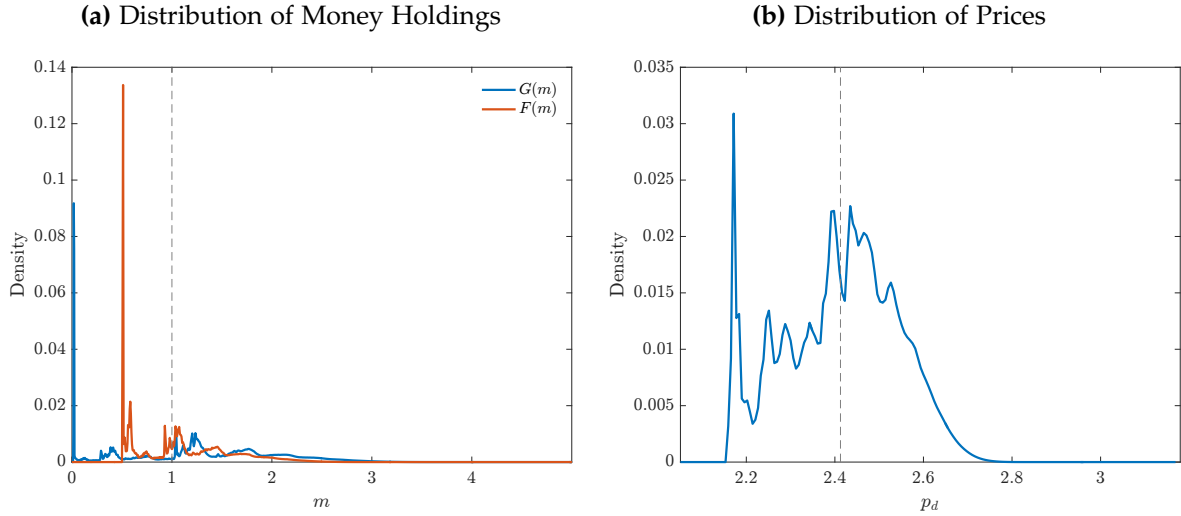 (a) Distribution of Money Holdings
0.14
0.12
0.1
0.08
0.06
0.04
0.02
0
Density
0 1 2 3 4
m
G(m)
F(m)
(b) Distribution of Prices
0.035
0.03
0.025
0.02
0.015
0.01
0.005
0
Density
2.2 2.4 2.6 2.8 3
p_d